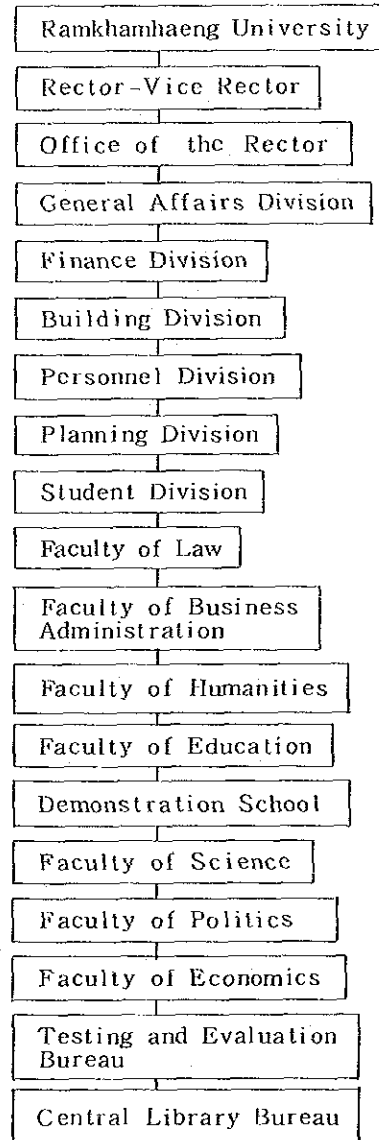 Ramkhamhaeng University
Rector-Vice Rector
Office of the Rector
General Affairs Division
Finance Division
Building Division
Personnel Division
Planning Division
Student Division
Faculty of Law
Faculty of Business
Administration
Faculty of Humanities
Faculty of Education
Demonstration School
Faculty of Science
Faculty of Politics
Faculty of Economics
Testing and Evaluation
Bureau
Central Library Bureau